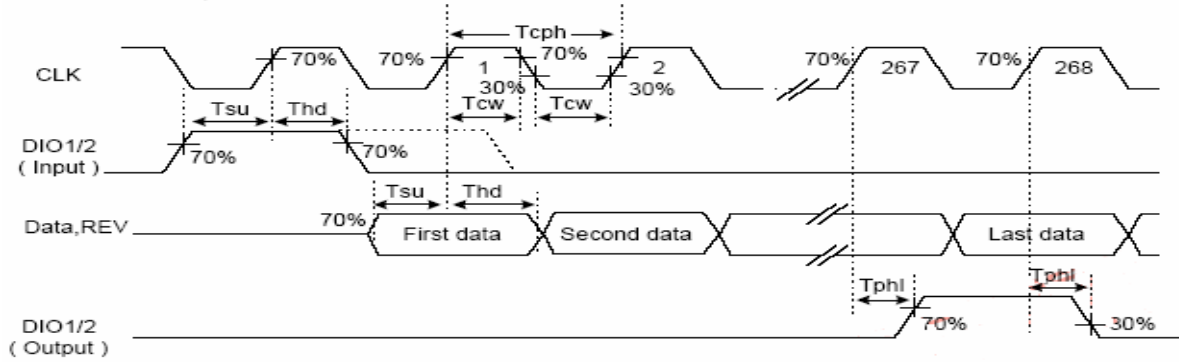 Tcph
CLK 70% 70% 1 70% 2 70% 267 70% 268
30% 30%
Tsu Thd Tcw Tcw
DIO1/2
( Input )
70% 70%
Tsu Thd
Data,REV 70% First data Second data Last data
Tphl Tphl
DIO1/2
( Output )
70% 30%